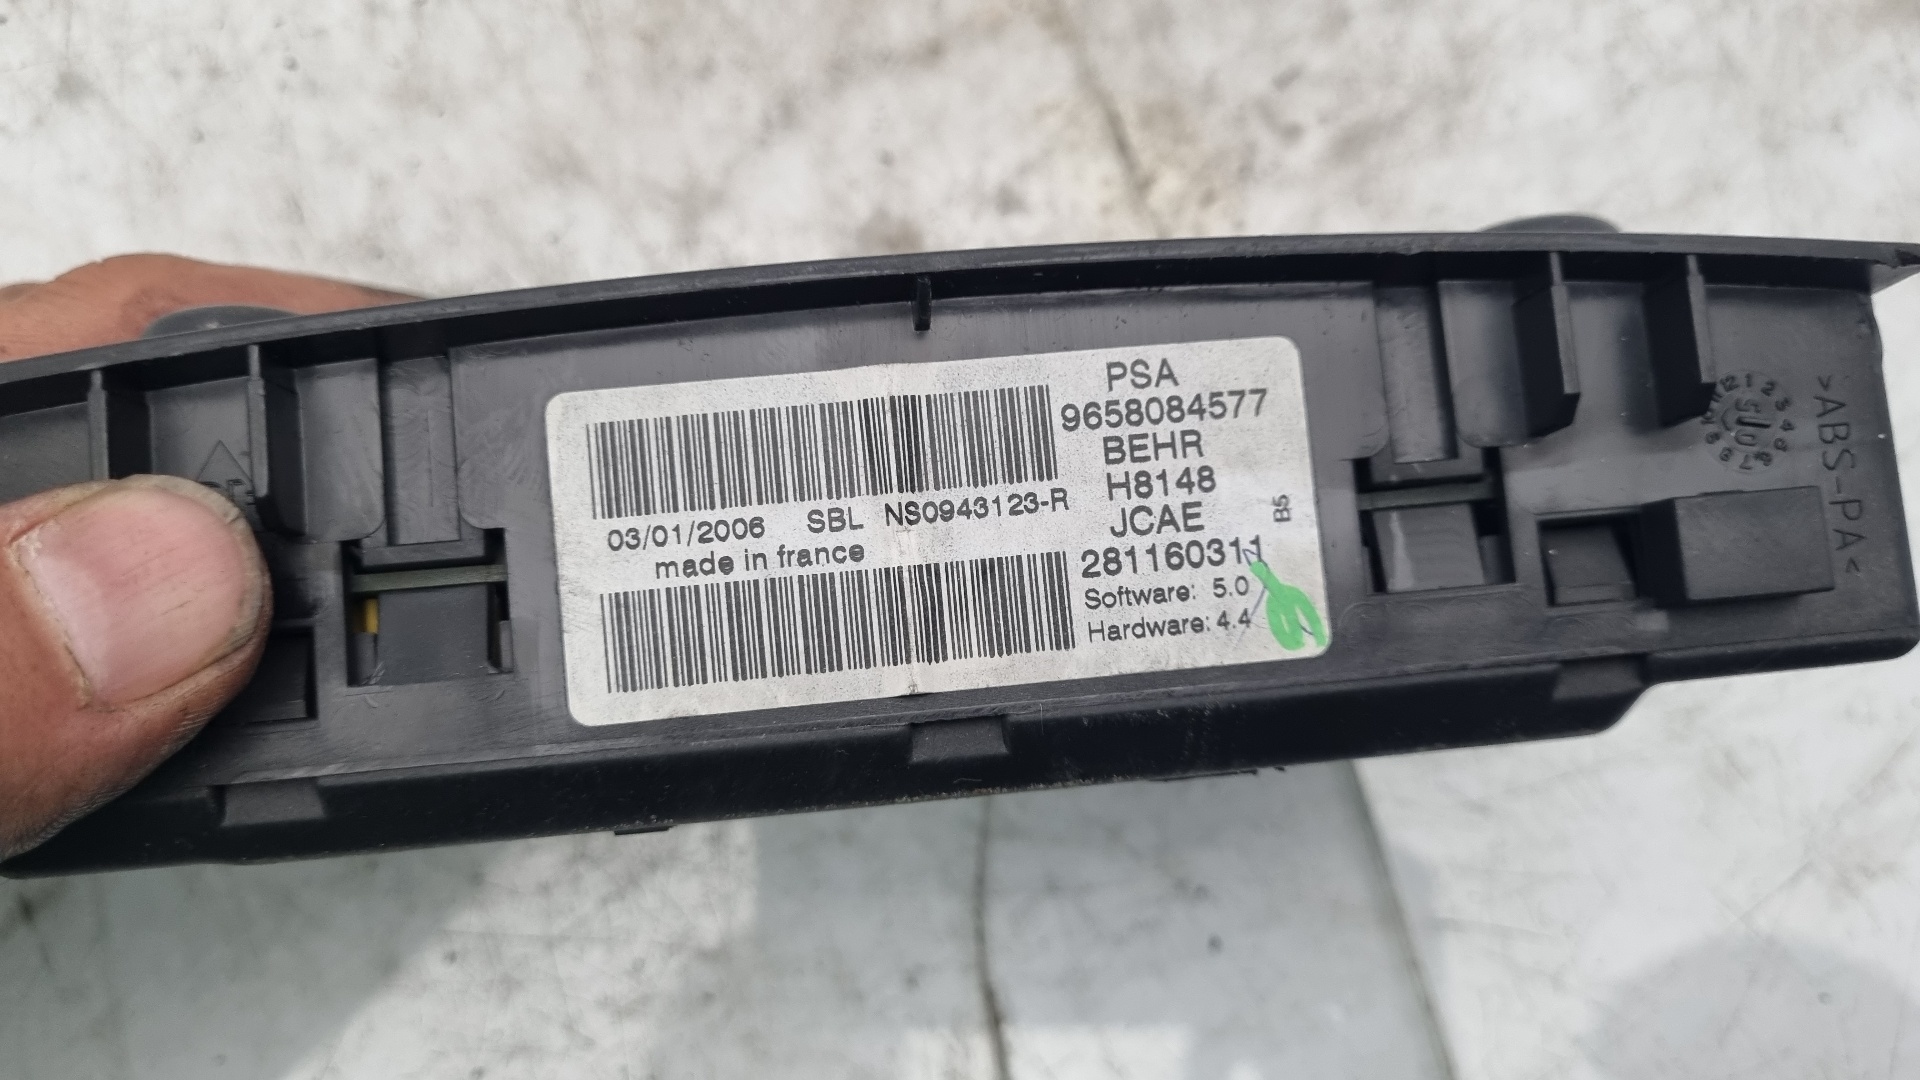 PSA
9658084577
BEHR
H8148
JCAE
281160311
Software: 5.0
Hardware: 4.4
B5
03/01/2006 SBL NS0943123-R
made in france
>ABS-PA<